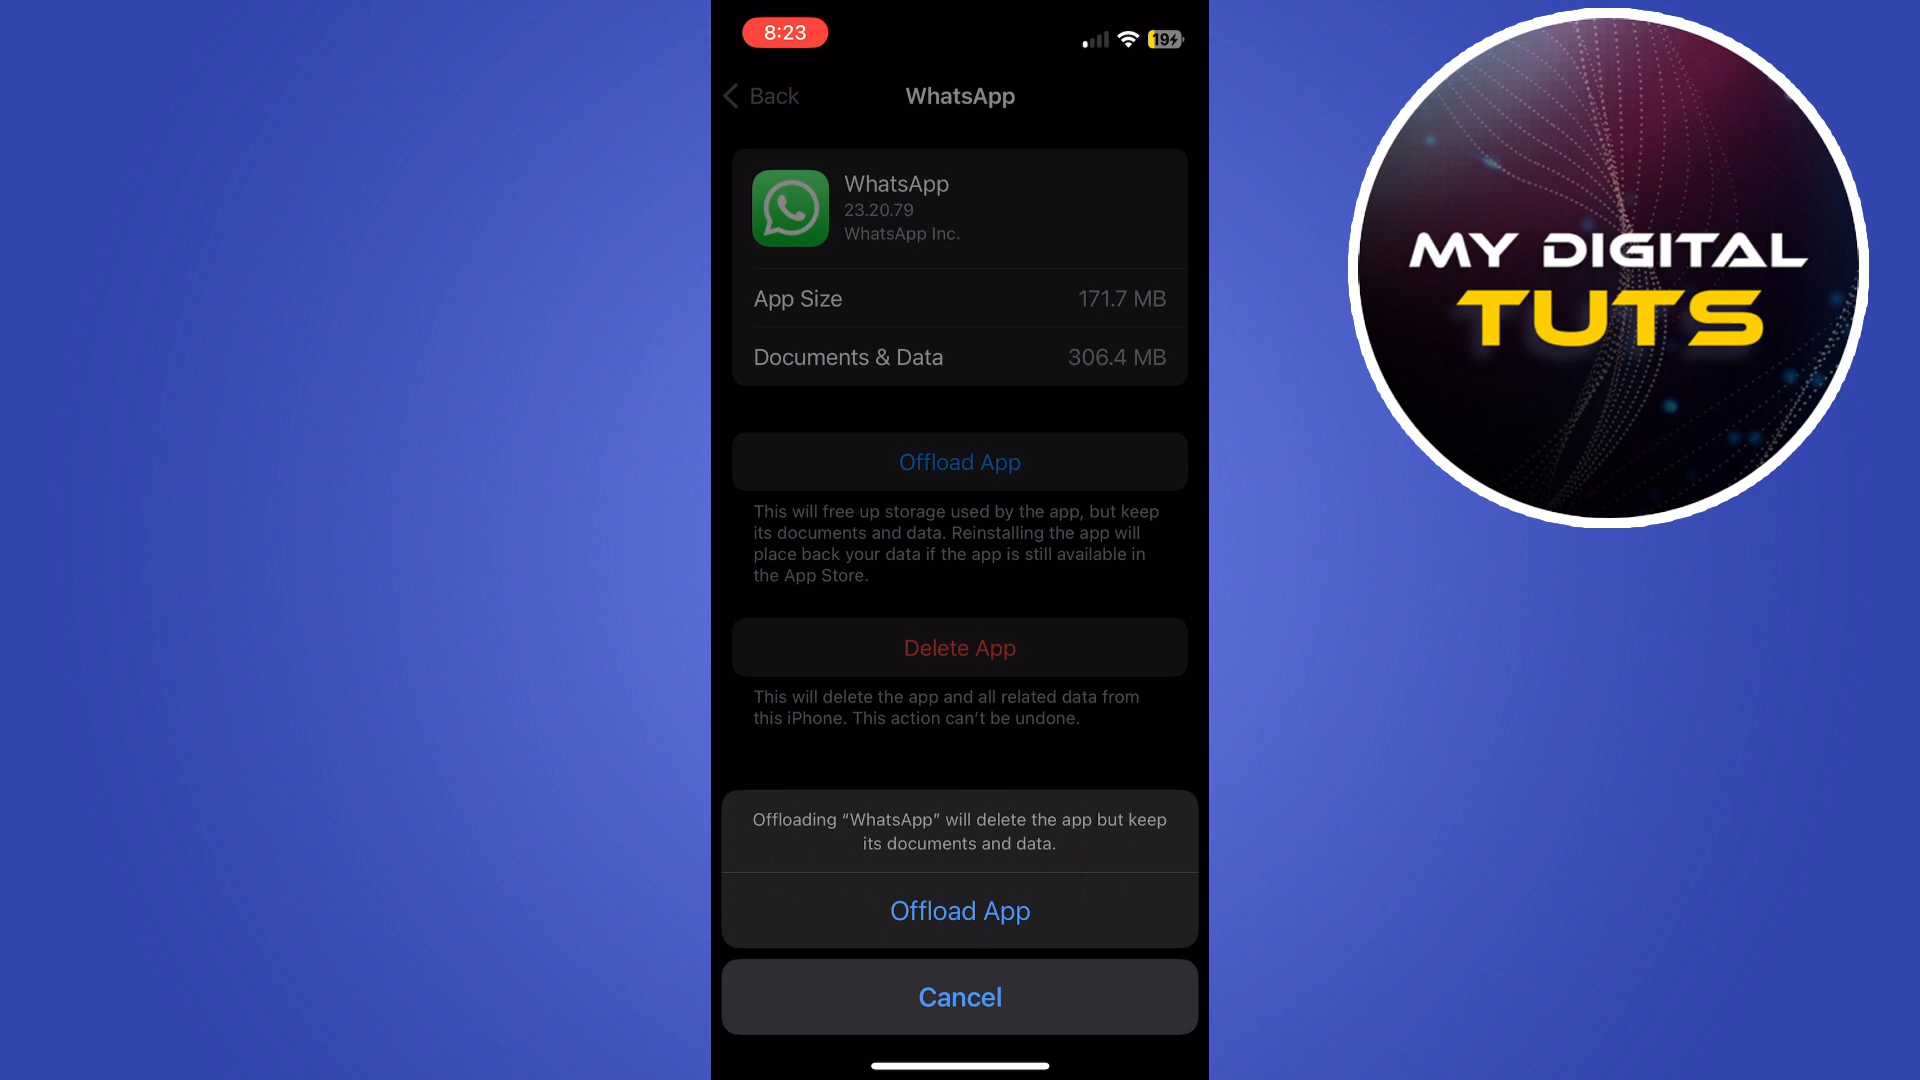 8:23
19
Back
WhatsApp
WhatsApp
23.20.79
WhatsApp Inc.
App Size
171.7 MB
Documents & Data
306.4 MB
Offload App
This will free up storage used by the app, but keep
its documents and data. Reinstalling the app will
place back your data if the app is still available in
the App Store.
Delete App
This will delete the app and all related data from
this iPhone. This action can't be undone.
Offloading “WhatsApp” will delete the app but keep
its documents and data.
Offload App
Cancel
MY DIGITAL
TUTS